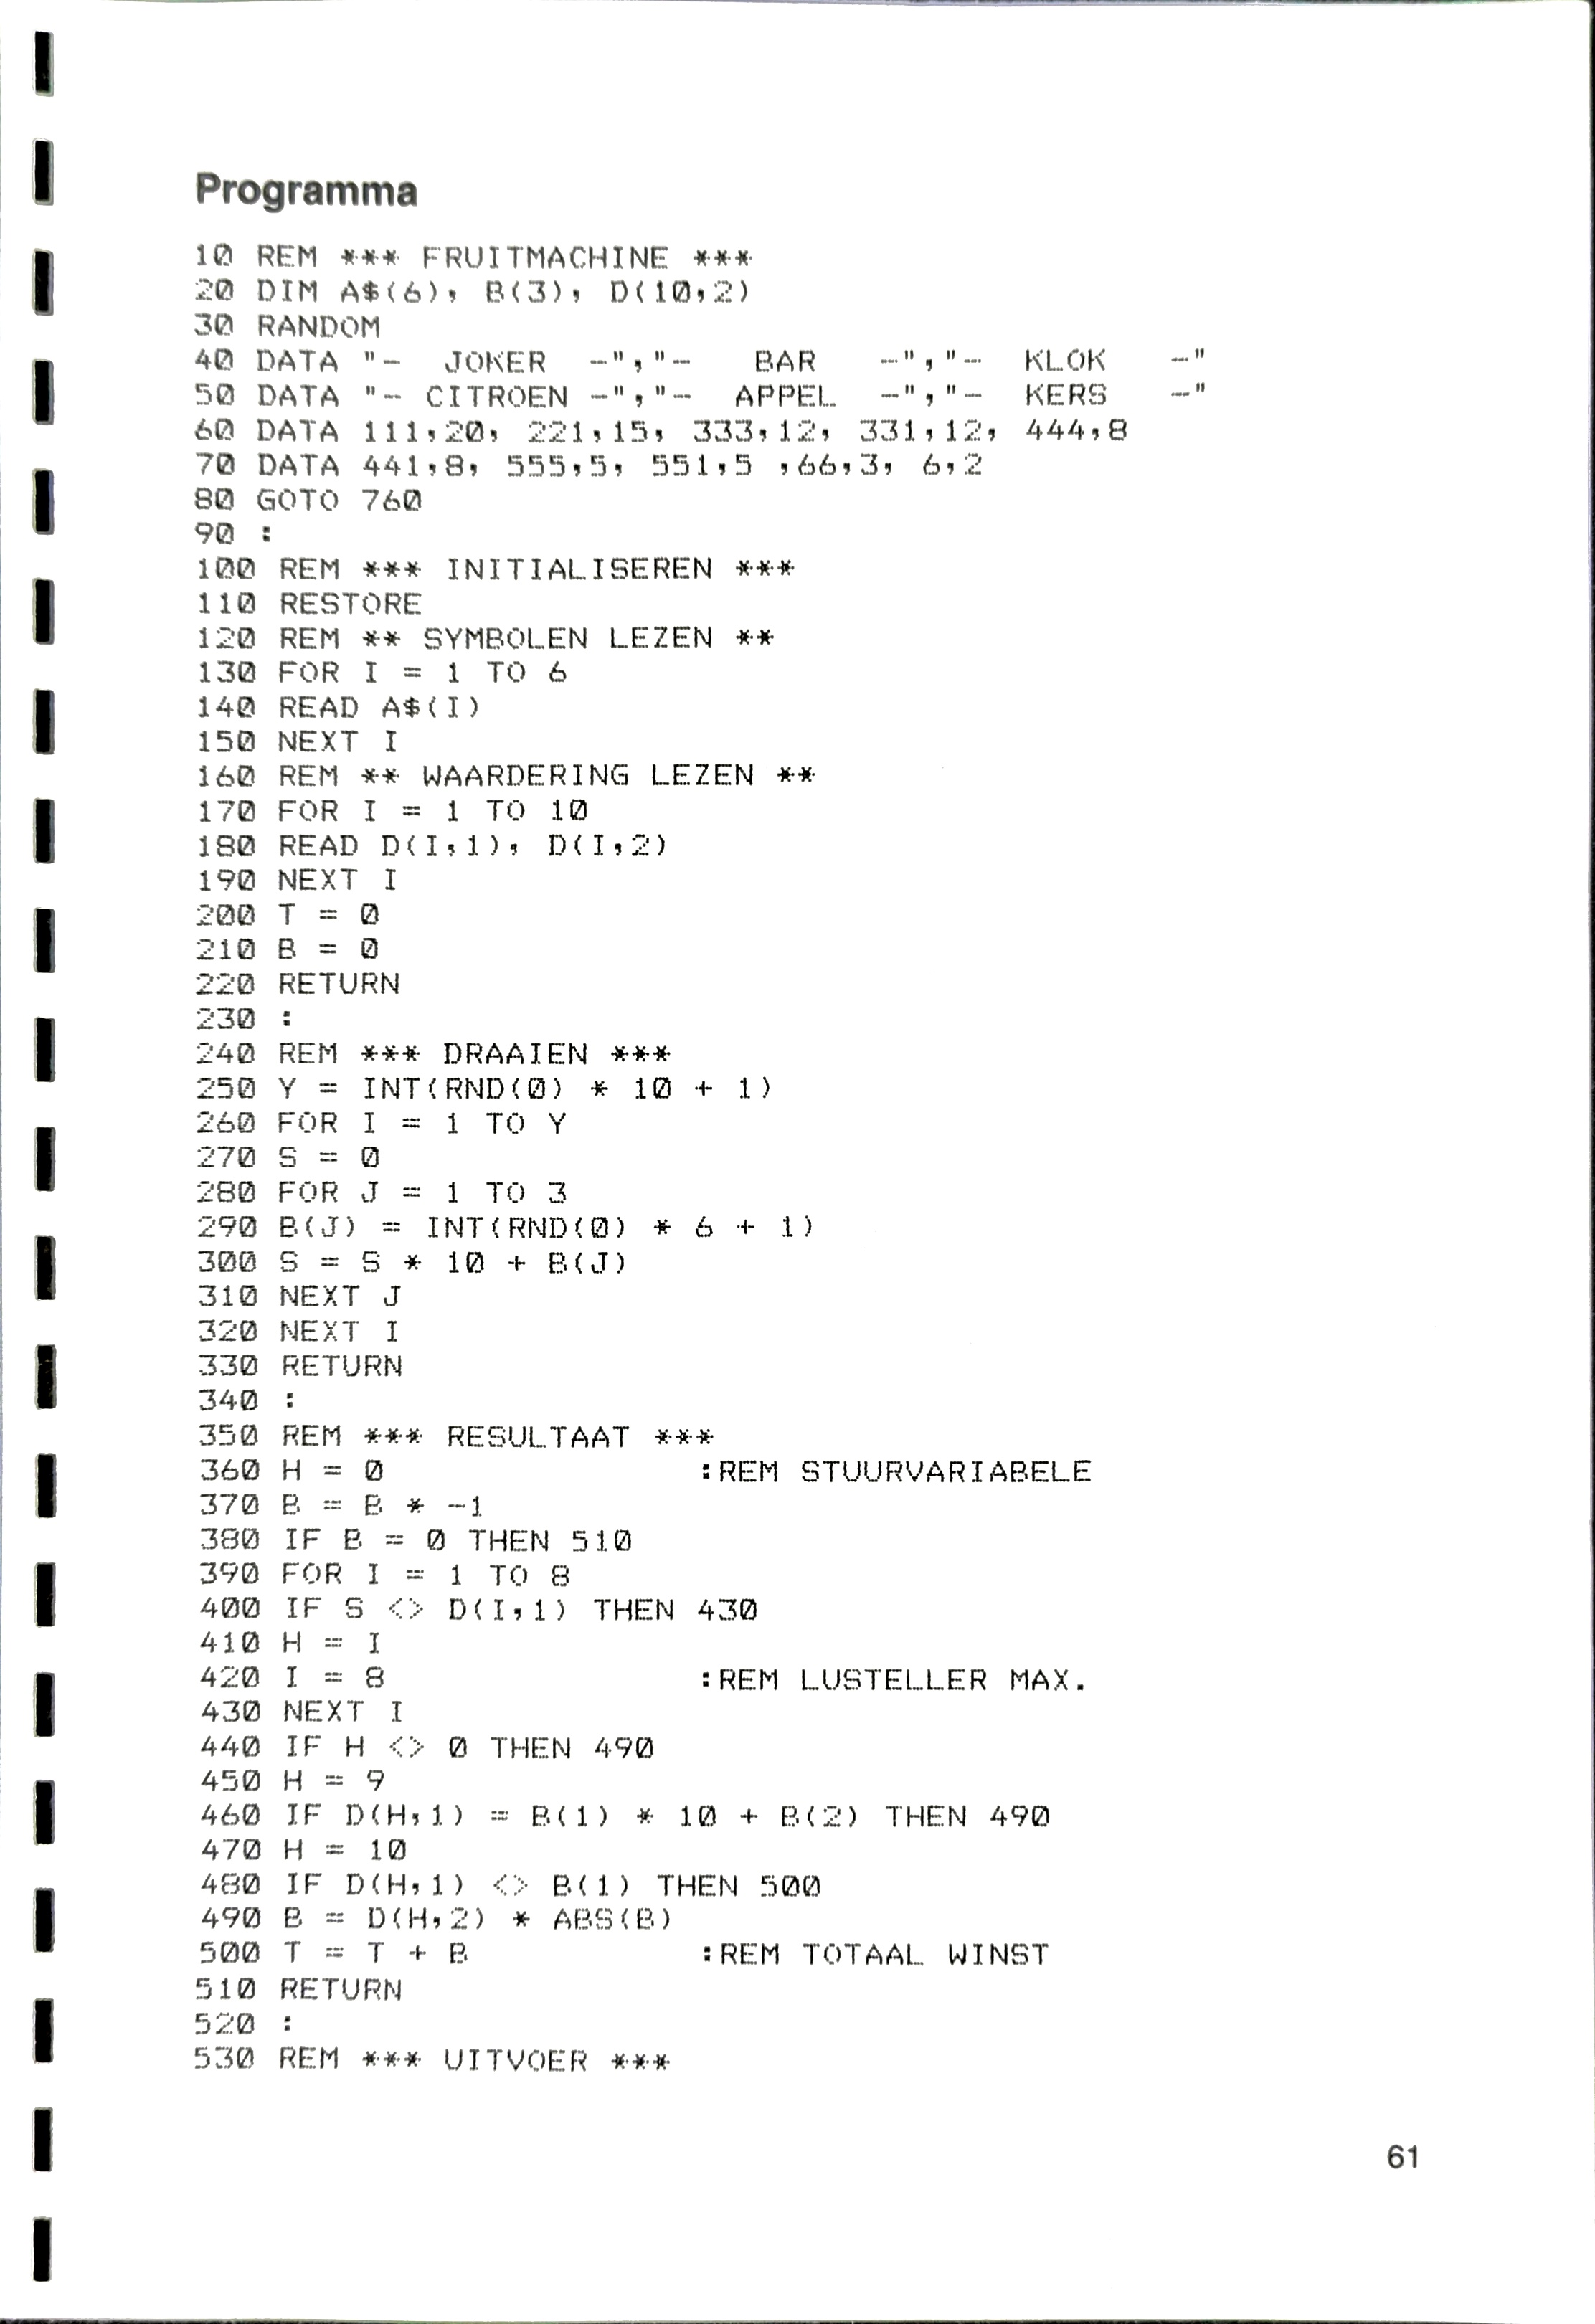 Programma
10 REM *** FRUITMACHINE ***
20 DIM A$(6), B(3), D(10,2)
30 RANDOM
40 DATA "-  JOKER  -","-   BAR   -","-  KLOK   -"
50 DATA "- CITROEN -","-  APPEL  -","-  KERS   -"
60 DATA 111,20, 221,15, 333,12, 331,12, 444,8
70 DATA 441,8, 555,5, 551,5 ,66,3, 6,2
80 GOTO 760
90 :
100 REM *** INITIALISEREN ***
110 RESTORE
120 REM ** SYMBOLEN LEZEN **
130 FOR I = 1 TO 6
140 READ A$(I)
150 NEXT I
160 REM ** WAARDERING LEZEN **
170 FOR I = 1 TO 10
180 READ D(I,1), D(I,2)
190 NEXT I
200 T = 0
210 B = 0
220 RETURN
230 :
240 REM *** DRAAIEN ***
250 Y = INT(RND(0) * 10 + 1)
260 FOR I = 1 TO Y
270 S = 0
280 FOR J = 1 TO 3
290 B(J) = INT(RND(0) * 6 + 1)
300 S = S * 10 + B(J)
310 NEXT J
320 NEXT I
330 RETURN
340 :
350 REM *** RESULTAAT ***
360 H = 0               :REM STUURVARIABELE
370 B = B * -1
380 IF B = 0 THEN 510
390 FOR I = 1 TO 8
400 IF S <> D(I,1) THEN 430
410 H = I
420 I = 8               :REM LUSTELLER MAX.
430 NEXT I
440 IF H <> 0 THEN 490
450 H = 9
460 IF D(H,1) = B(1) * 10 + B(2) THEN 490
470 H = 10
480 IF D(H,1) <> B(1) THEN 500
490 B = D(H,2) * ABS(B)
500 T = T + B           :REM TOTAAL WINST
510 RETURN
520 :
530 REM *** UITVOER ***
61